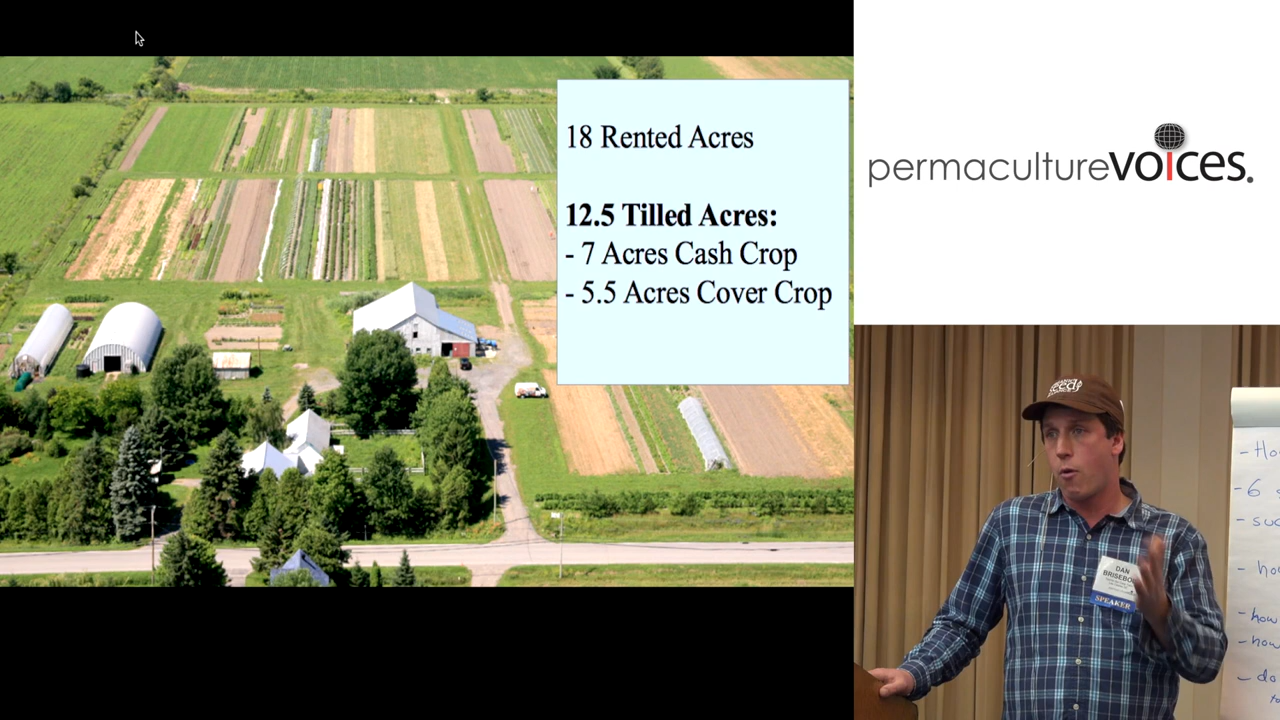 18 Rented Acres
12.5 Tilled Acres:
- 7 Acres Cash Crop
- 5.5 Acres Cover Crop
permacultureVOICES.
DAN
SPEAKER
- 6